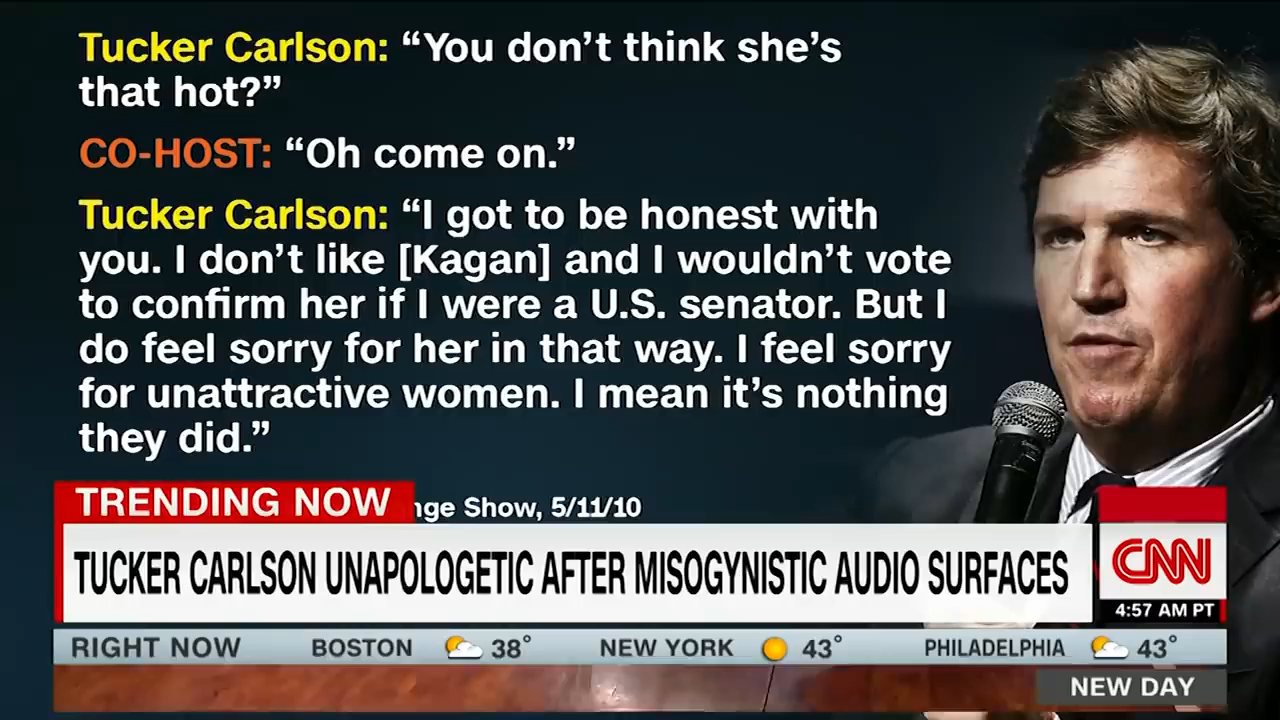 Tucker Carlson: “You don’t think she’s
that hot?”
CO-HOST: “Oh come on.”
Tucker Carlson: “I got to be honest with
you. I don’t like [Kagan] and I wouldn’t vote
to confirm her if I were a U.S. senator. But I
do feel sorry for her in that way. I feel sorry
for unattractive women. I mean it’s nothing
they did.”
TRENDING NOW
Show, 5/11/10
TUCKER CARLSON UNAPOLOGETIC AFTER MISOGYNISTIC AUDIO SURFACES
CNN
4:57 AM PT
RIGHT NOW BOSTON 38° NEW YORK 43° PHILADELPHIA 43°
NEW DAY